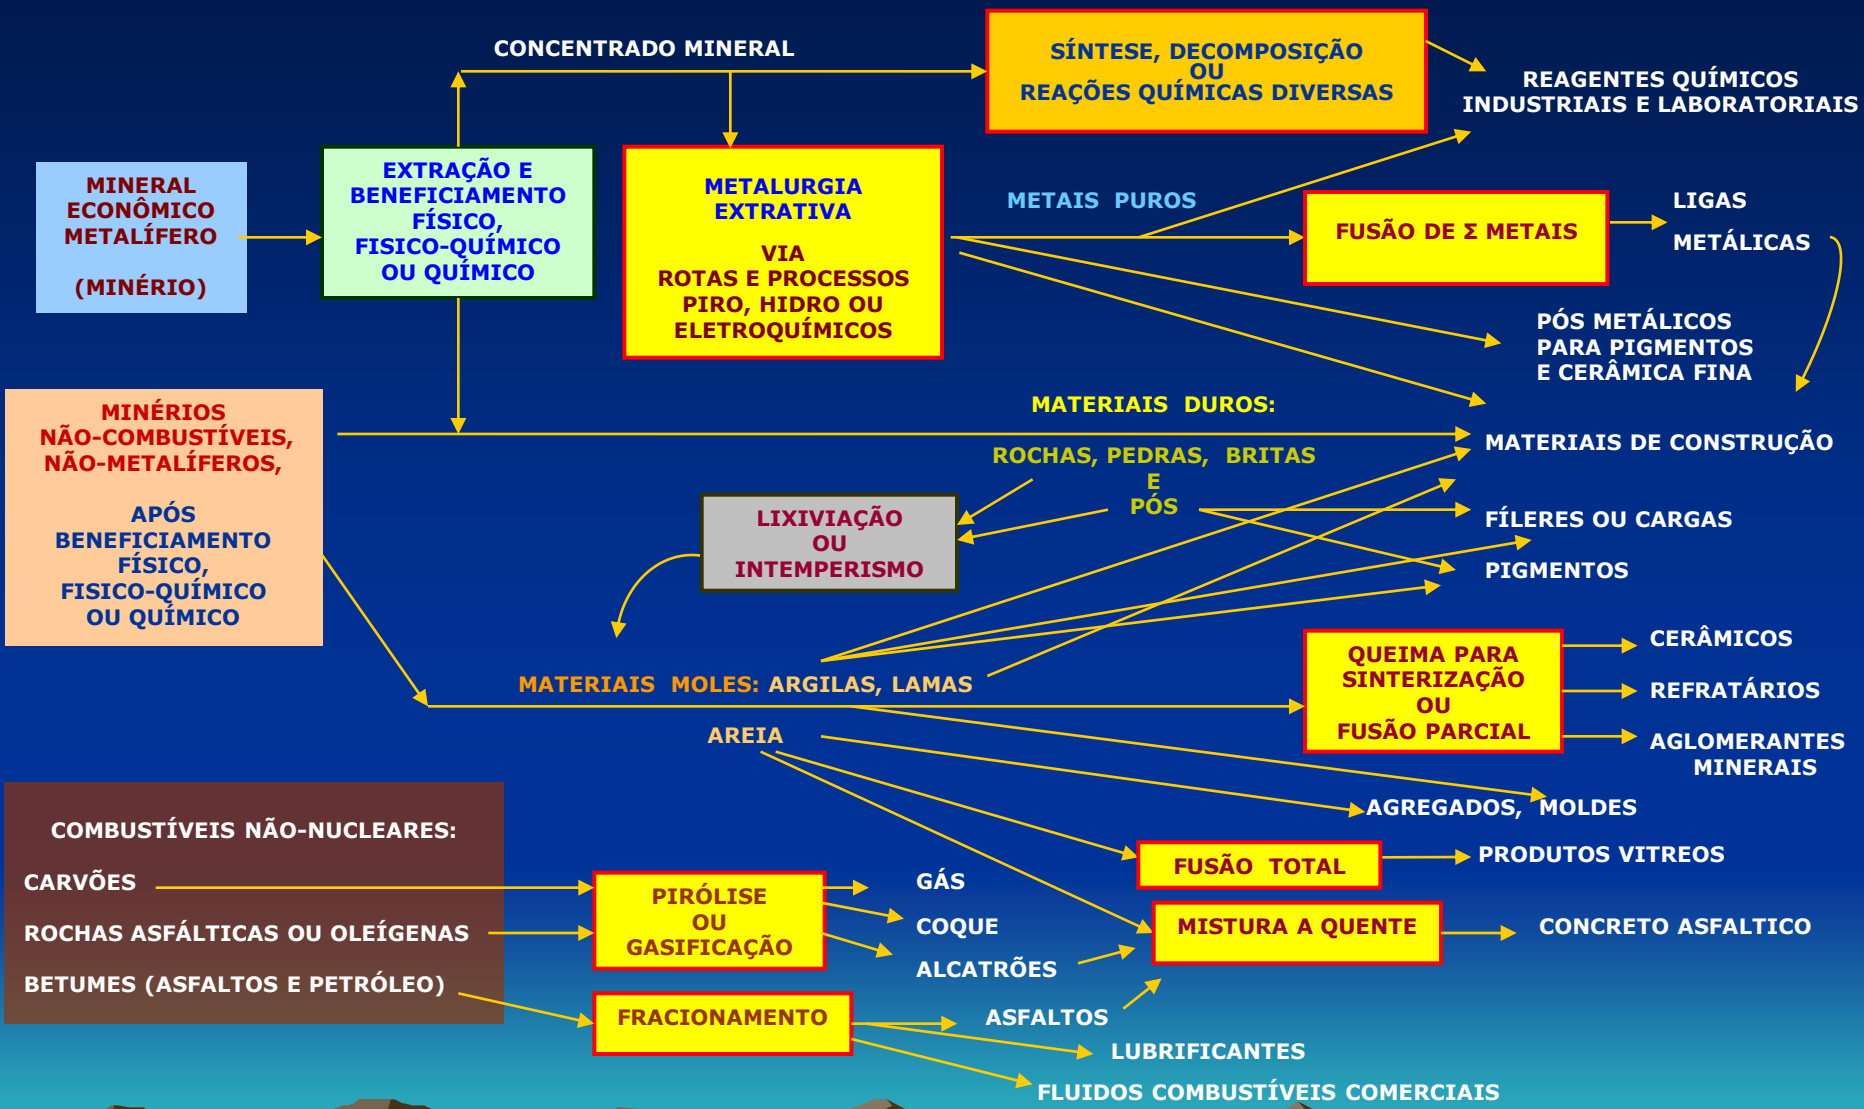 CONCENTRADO MINERAL
SÍNTESE, DECOMPOSIÇÃO
OU
REAÇÕES QUÍMICAS DIVERSAS
REAGENTES QUÍMICOS
INDUSTRIAIS E LABORATORIAIS
MINERAL
ECONÔMICO
METALÍFERO
(MINÉRIO)
EXTRAÇÃO E
BENEFICIAMENTO
FÍSICO,
FISICO-QUÍMICO
OU QUÍMICO
METALURGIA
EXTRATIVA
VIA
ROTAS E PROCESSOS
PIRO, HIDRO OU
ELETROQUÍMICOS
METAIS PUROS
FUSÃO DE Σ METAIS
LIGAS
METÁLICAS
PÓS METÁLICOS
PARA PIGMENTOS
E CERÂMICA FINA
MINÉRIOS
NÃO-COMBUSTÍVEIS,
NÃO-METALÍFEROS,
APÓS
BENEFICIAMENTO
FÍSICO,
FISICO-QUÍMICO
OU QUÍMICO
MATERIAIS DUROS:
ROCHAS, PEDRAS, BRITAS
E
PÓS
MATERIAIS DE CONSTRUÇÃO
LIXIVIAÇÃO
OU
INTEMPERISMO
FÍLERES OU CARGAS
PIGMENTOS
MATERIAIS MOLES: ARGILAS, LAMAS
AREIA
QUEIMA PARA
SINTERIZAÇÃO
OU
FUSÃO PARCIAL
CERÂMICOS
REFRATÁRIOS
AGLOMERANTES
MINERAIS
AGREGADOS, MOLDES
COMBUSTÍVEIS NÃO-NUCLEARES:
CARVÕES
ROCHAS ASFÁLTICAS OU OLEÍGENAS
BETUMES (ASFALTOS E PETRÓLEO)
PIRÓLISE
OU
GASIFICAÇÃO
GÁS
COQUE
ALCATRÕES
FUSÃO TOTAL
PRODUTOS VITREOS
MISTURA A QUENTE
CONCRETO ASFALTICO
FRACIONAMENTO
ASFALTOS
LUBRIFICANTES
FLUIDOS COMBUSTÍVEIS COMERCIAIS